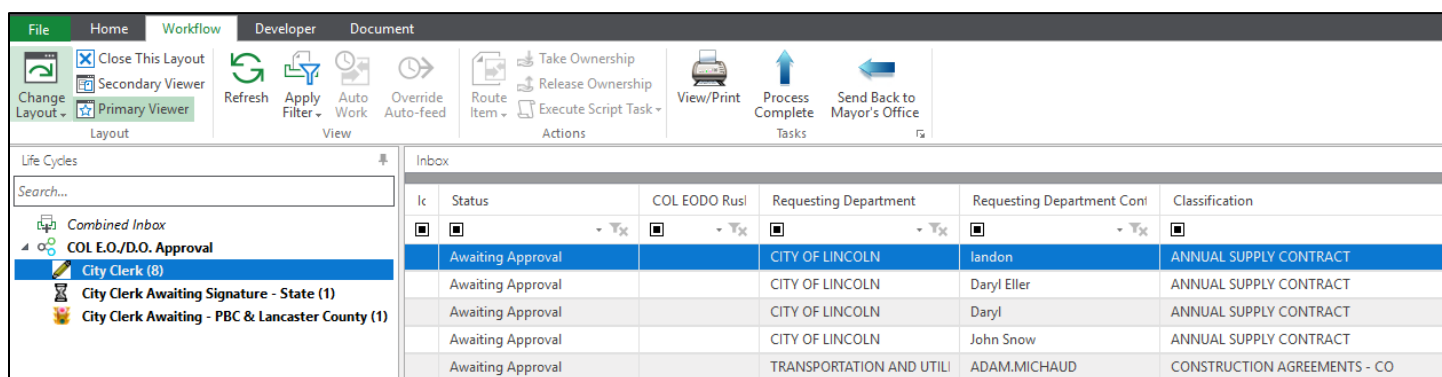 File Home Workflow Developer Document
Change Layout
Close This Layout
Secondary Viewer
Primary Viewer
Layout
Refresh
Apply Filter
Auto Work
Override Auto-feed
View
Route Item
Take Ownership
Release Ownership
Execute Script Task
Actions
View/Print
Process Complete
Send Back to Mayor's Office
Tasks
Life Cycles
Search...
Combined Inbox
COL E.O./D.O. Approval
City Clerk (8)
City Clerk Awaiting Signature - State (1)
City Clerk Awaiting - PBC & Lancaster County (1)
Inbox
Status COL EODO Rusl Requesting Department Requesting Department Cont Classification
Awaiting Approval CITY OF LINCOLN landon ANNUAL SUPPLY CONTRACT
Awaiting Approval CITY OF LINCOLN Daryl Eller ANNUAL SUPPLY CONTRACT
Awaiting Approval CITY OF LINCOLN Daryl ANNUAL SUPPLY CONTRACT
Awaiting Approval CITY OF LINCOLN John Snow ANNUAL SUPPLY CONTRACT
Awaiting Approval TRANSPORTATION AND UTILI ADAM.MICHAUD CONSTRUCTION AGREEMENTS - CO